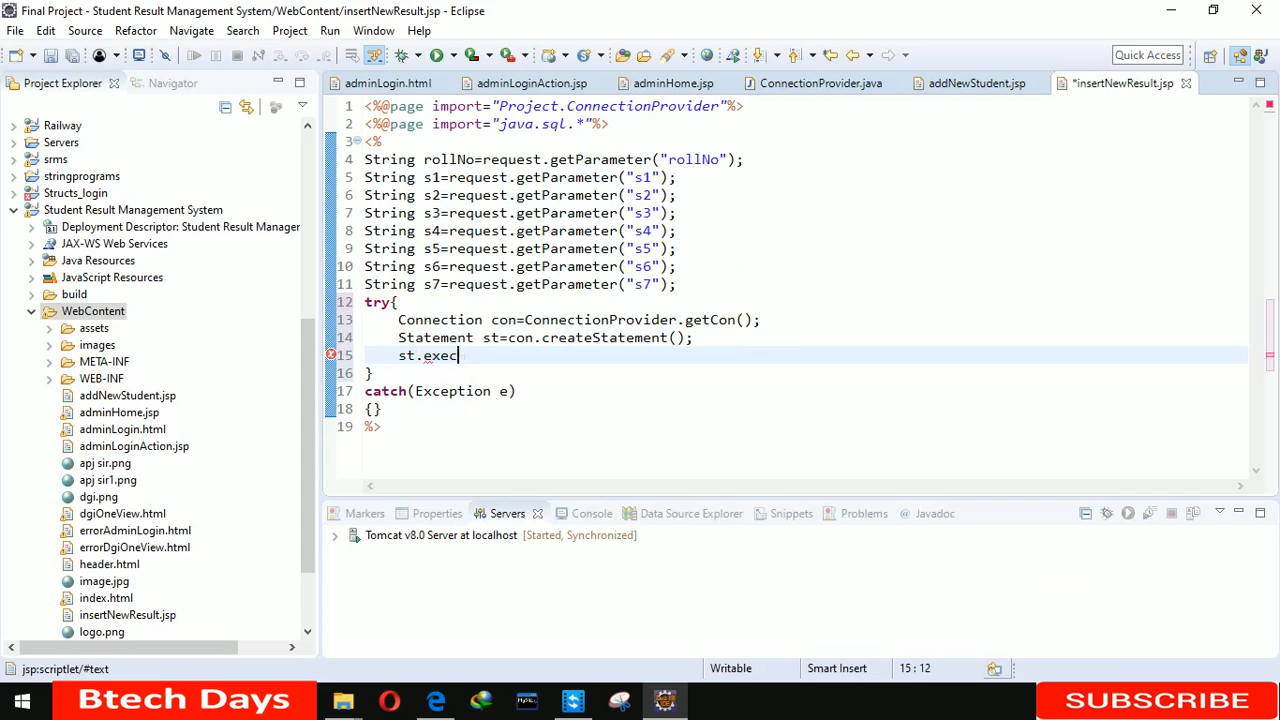 Final Project - Student Result Management System/WebContent/insertNewResult.jsp - Eclipse
File Edit Source Refactor Navigate Search Project Run Window Help
Quick Access
Project Explorer Navigator
adminLogin.html adminLoginAction.jsp adminHome.jsp ConnectionProvider.java addNewStudent.jsp *insertNewResult.jsp
Railway
Servers
srms
stringprograms
Structs_login
Student Result Management System
Deployment Descriptor: Student Result Manager
JAX-WS Web Services
Java Resources
JavaScript Resources
build
WebContent
assets
images
META-INF
WEB-INF
addNewStudent.jsp
adminHome.jsp
adminLogin.html
adminLoginAction.jsp
apj sir.png
apj sir1.png
dgi.png
dgiOneView.html
errorAdminLogin.html
errorDgiOneView.html
header.html
image.jpg
index.html
insertNewResult.jsp
logo.png
1 <%@page import="Project.ConnectionProvider"%>
2 <%@page import="java.sql.*"%>
3 <%
4 String rollNo=request.getParameter("rollNo");
5 String s1=request.getParameter("s1");
6 String s2=request.getParameter("s2");
7 String s3=request.getParameter("s3");
8 String s4=request.getParameter("s4");
9 String s5=request.getParameter("s5");
10 String s6=request.getParameter("s6");
11 String s7=request.getParameter("s7");
12 try{
13 Connection con=ConnectionProvider.getCon();
14 Statement st=con.createStatement();
15 st.exec
16 }
17 catch(Exception e)
18 {}
19 %>
Markers Properties Servers Console Data Source Explorer Snippets Problems Javadoc
Tomcat v8.0 Server at localhost [Started, Synchronized]
jsp:scriptlet/#text Writable Smart Insert 15 : 12
Btech Days
SUBSCRIBE